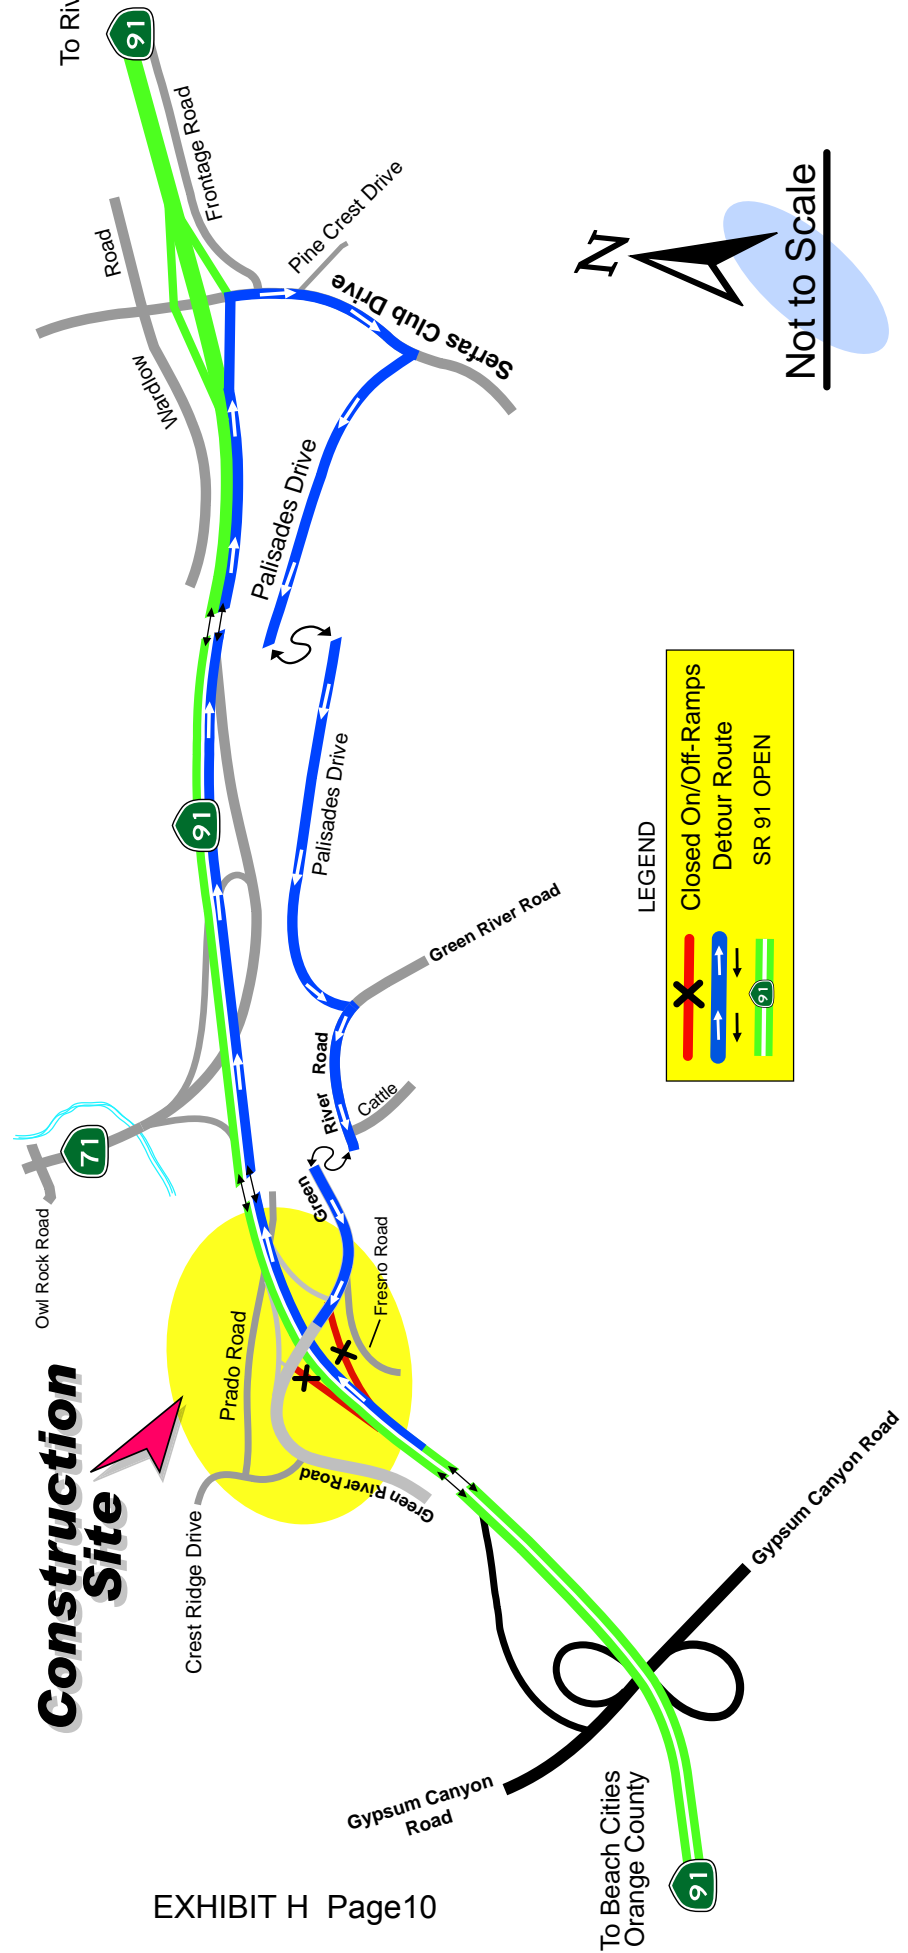 Construction
Site
To Riv
91
Frontage Road
Road
Wardlow
Pine Crest Drive
Serfas Club Drive
Palisades Drive
91
Palisades Drive
Green River Road
River Road
Cattle
Green
71
Owl Rock Road
Prado Road
Fresno Road
Crest Ridge Drive
Green River Road
Gypsum Canyon Road
Gypsum Canyon
Road
To Beach Cities
Orange County
91
N
Not to Scale
LEGEND
Closed On/Off-Ramps
Detour Route
91
SR 91 OPEN
EXHIBIT H Page10